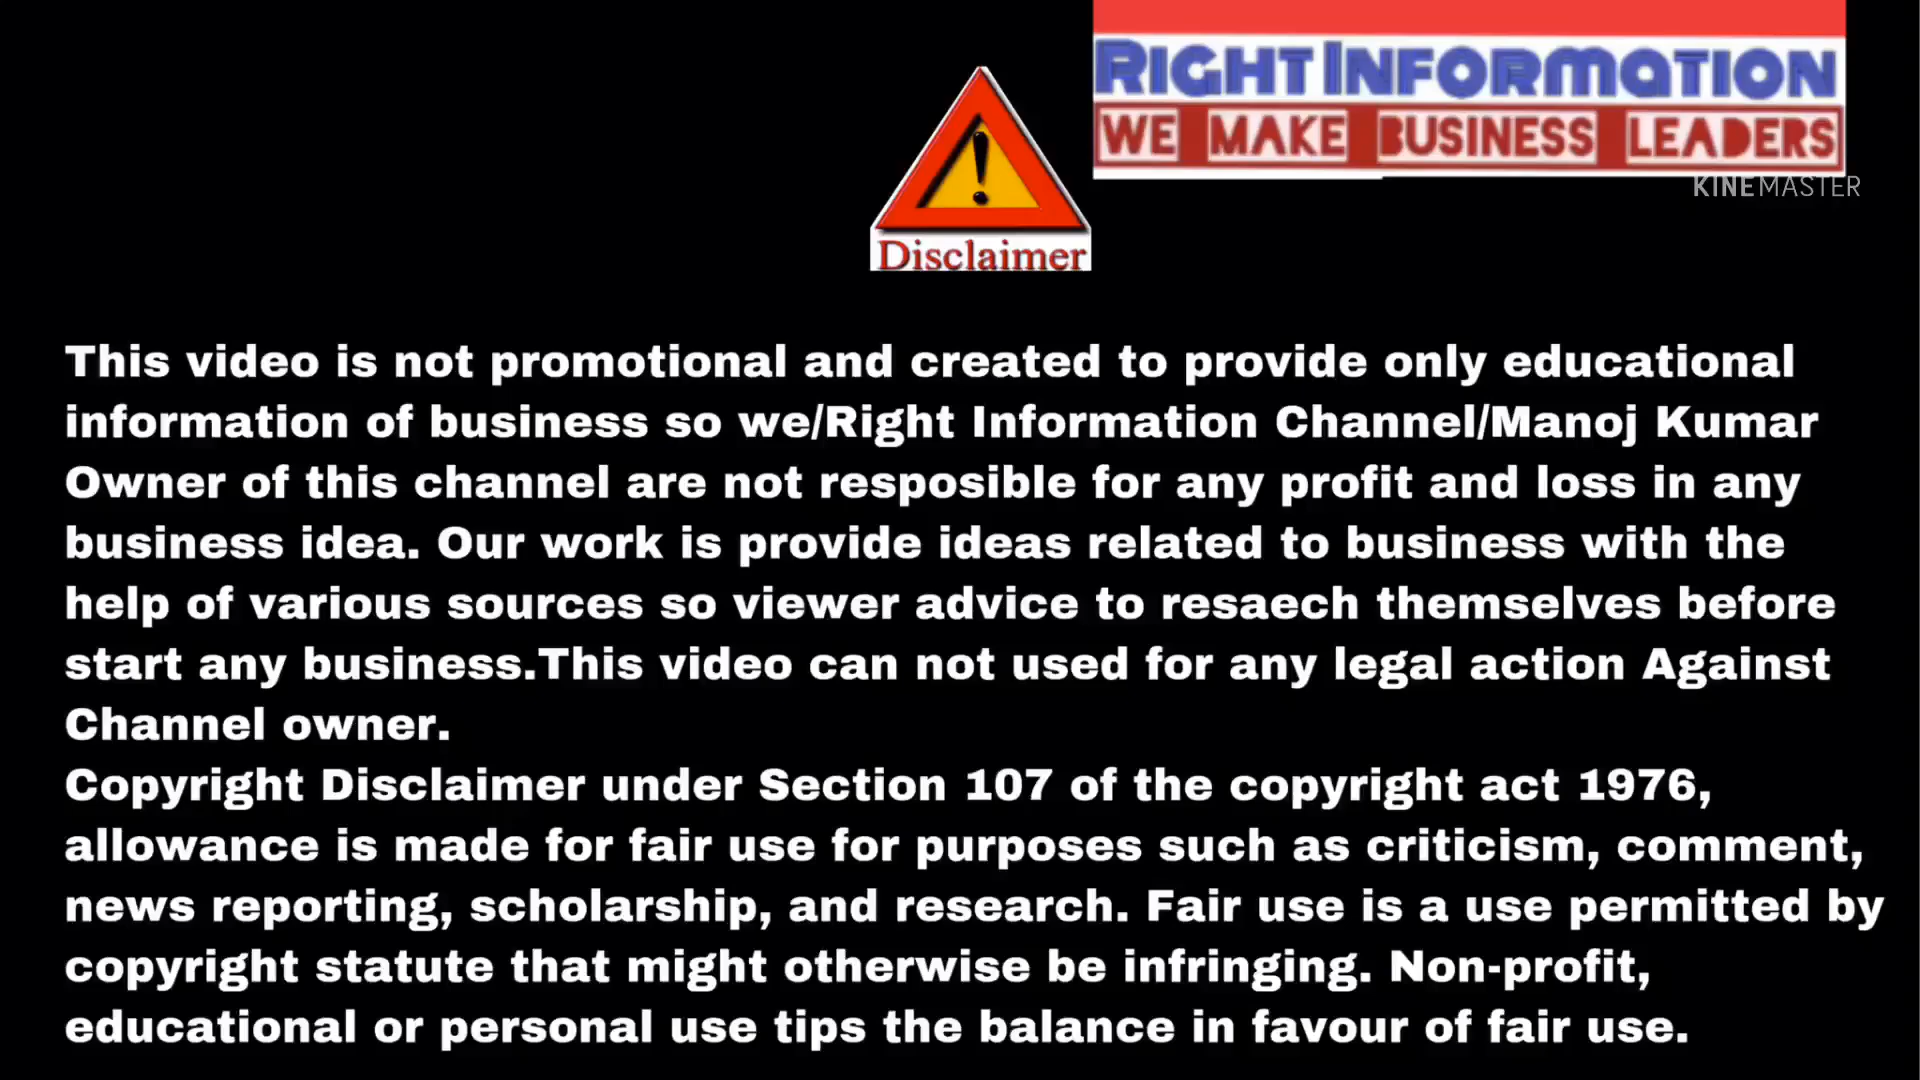 RIGHT INFORMATION
WE MAKE BUSINESS LEADERS
KINEMASTER
Disclaimer
This video is not promotional and created to provide only educational
information of business so we/Right Information Channel/Manoj Kumar
Owner of this channel are not resposible for any profit and loss in any
business idea. Our work is provide ideas related to business with the
help of various sources so viewer advice to resaech themselves before
start any business.This video can not used for any legal action Against
Channel owner.
Copyright Disclaimer under Section 107 of the copyright act 1976,
allowance is made for fair use for purposes such as criticism, comment,
news reporting, scholarship, and research. Fair use is a use permitted by
copyright statute that might otherwise be infringing. Non-profit,
educational or personal use tips the balance in favour of fair use.